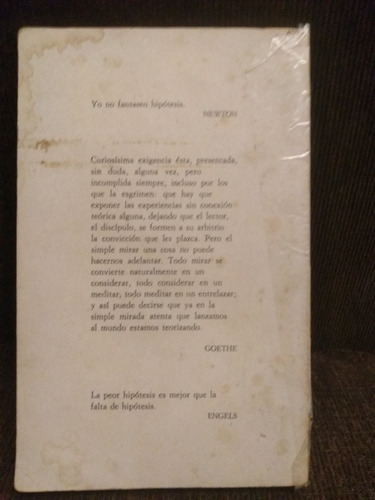 Yo no fantaseo hipótesis.
NEWTON
Curiosísima exigencia ésta, presentada,
sin duda, alguna vez, pero
incumplida siempre, incluso por los
que la esgrimen: que hay que
exponer las experiencias sin conexión
teórica alguna, dejando que el lector,
el discípulo, se formen a su arbitrio
la convicción que les plazca. Pero el
simple mirar una cosa no puede
hacernos adelantar. Todo mirar se
convierte naturalmente en un
considerar, todo considerar en un
meditar, todo meditar en un entrelazar;
y así puede decirse que ya en la
simple mirada atenta que lanzamos
al mundo estamos teorizando.
GOETHE
La peor hipótesis es mejor que la
falta de hipótesis.
ENGELS